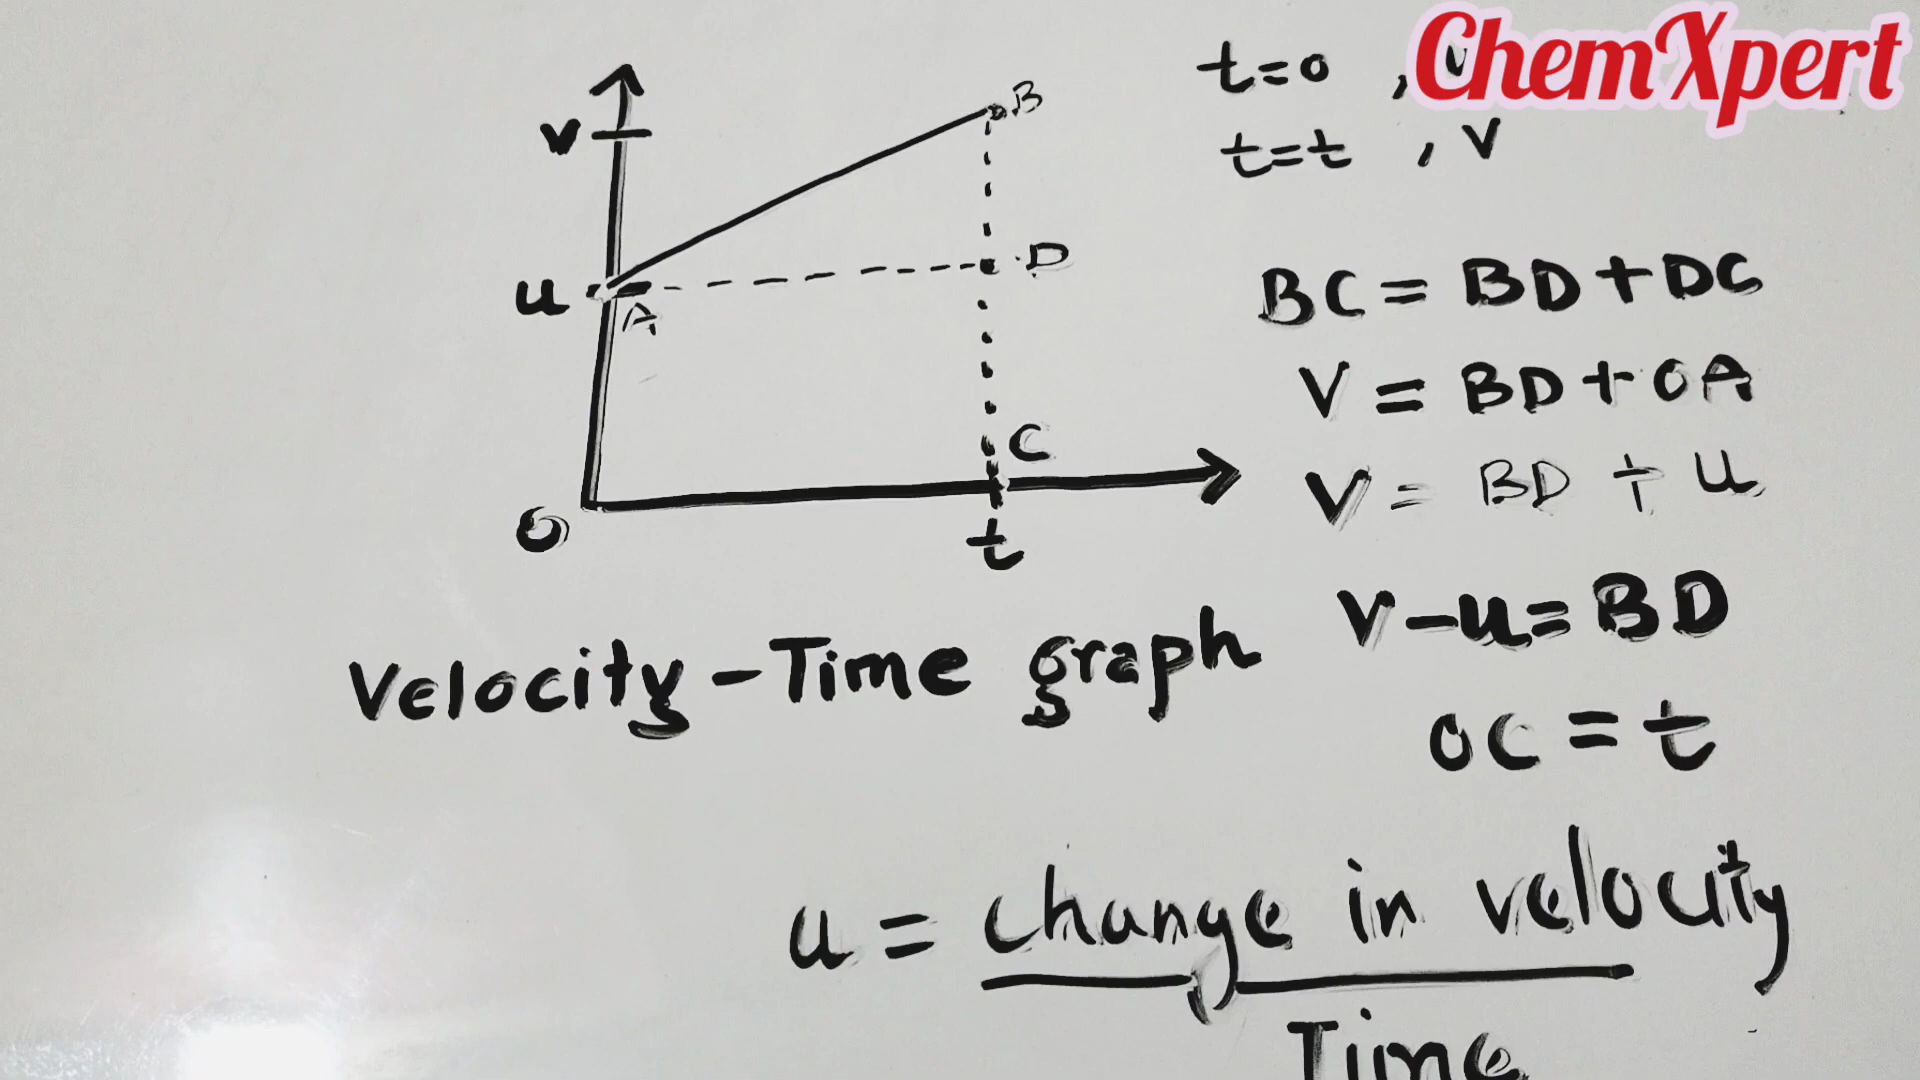 ChemXpert
t=0 ,
t=t , V
V
B
u
A
D
C
O
t
BC = BD+DC
V = BD+OA
V = BD + u
V-u=BD
OC = t
Velocity-Time graph
u = change in velocity
Time